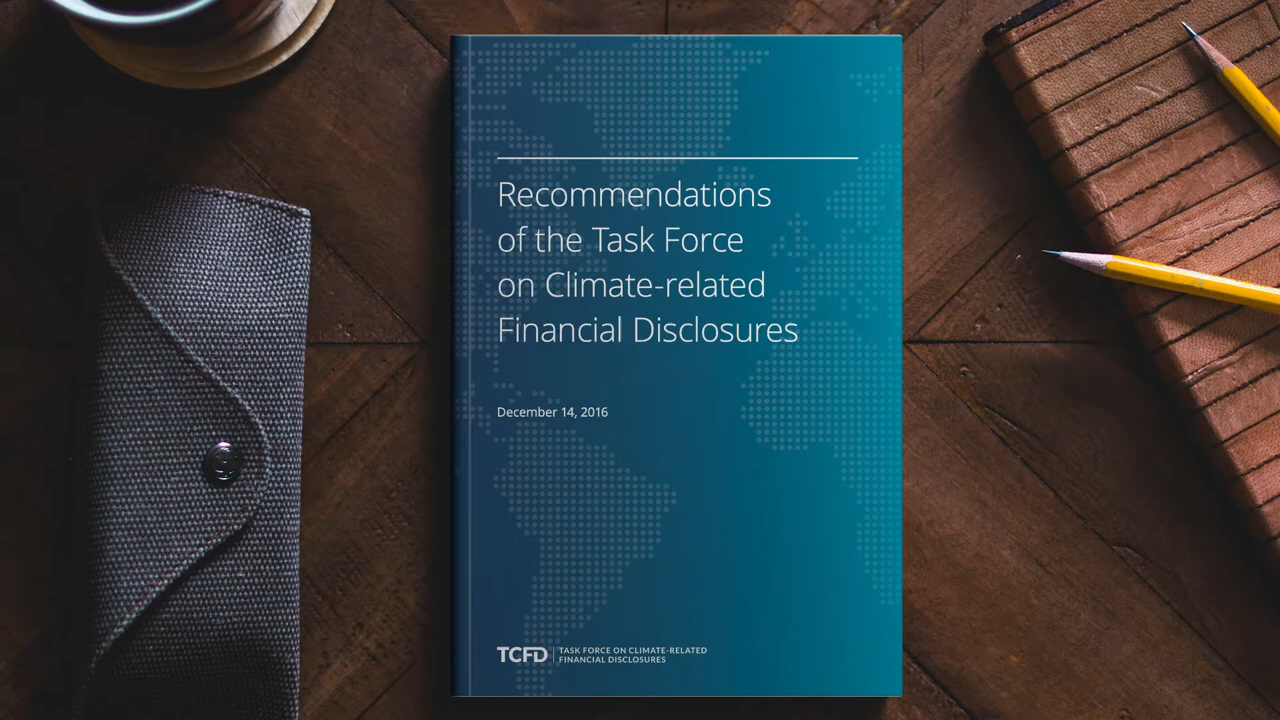 Recommendations
of the Task Force
on Climate-related
Financial Disclosures
December 14, 2016
TCFD
TASK FORCE ON CLIMATE-RELATED
FINANCIAL DISCLOSURES